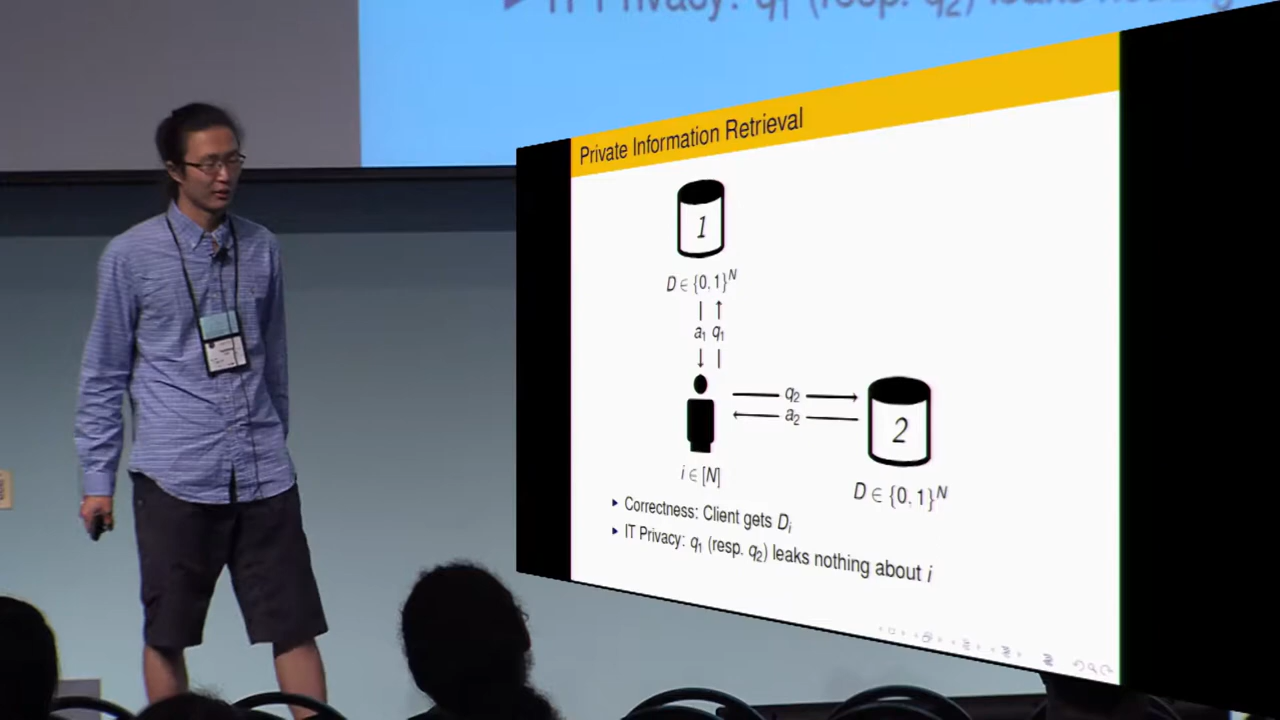 IT Privacy: q₁ (resp. q₂) leaks nothing
Private Information Retrieval
1
D ∈ {0, 1}ᴺ
a₁ q₁
q₂
a₂
2
i ∈ [N]
D ∈ {0, 1}ᴺ
Correctness: Client gets Dᵢ
IT Privacy: q₁ (resp. q₂) leaks nothing about i